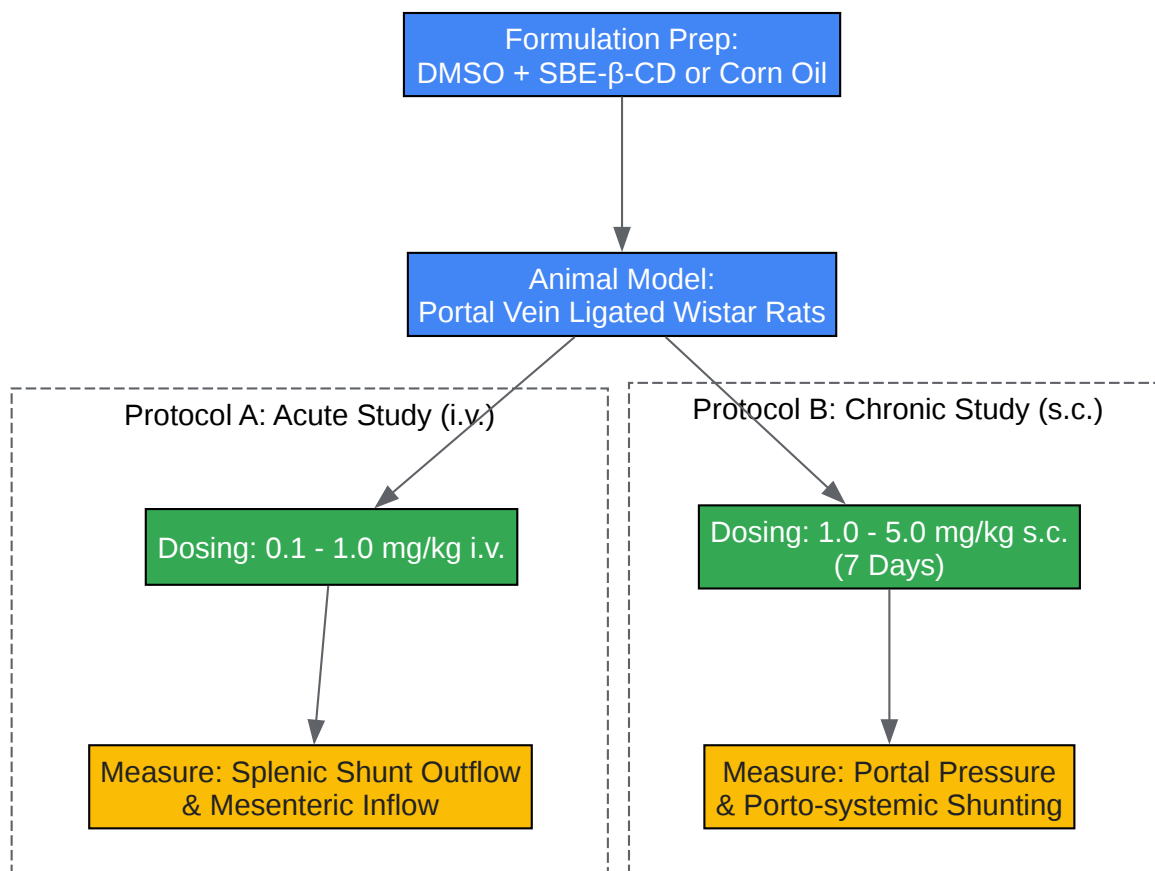 Formulation Prep:
DMSO + SBE-β-CD or Corn Oil
Animal Model:
Portal Vein Ligated Wistar Rats
Protocol A: Acute Study (i.v.)
Dosing: 0.1 - 1.0 mg/kg i.v.
Measure: Splenic Shunt Outflow
& Mesenteric Inflow
Protocol B: Chronic Study (s.c.)
Dosing: 1.0 - 5.0 mg/kg s.c.
(7 Days)
Measure: Portal Pressure
& Porto-systemic Shunting